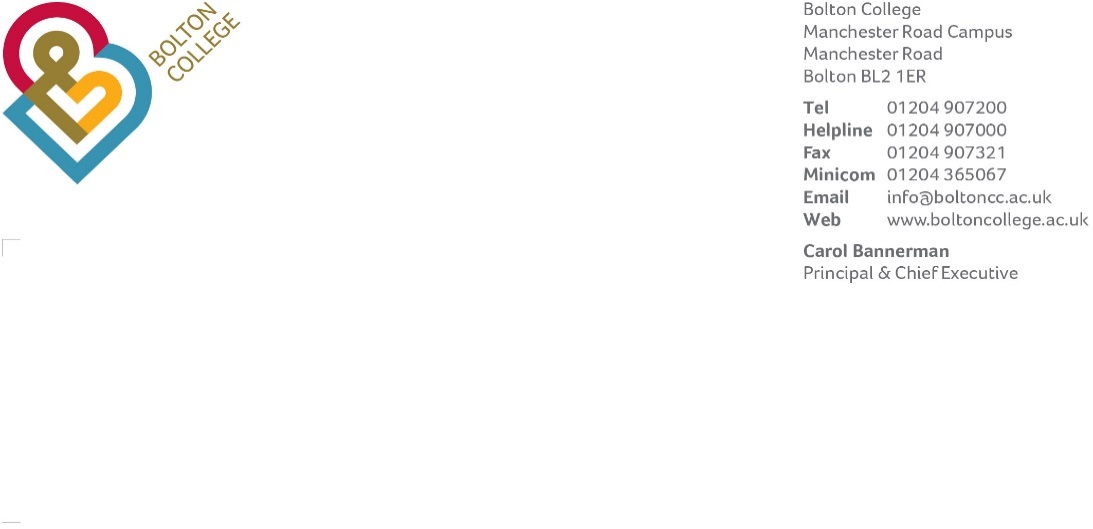 BOLTON
COLLEGE
Bolton College
Manchester Road Campus
Manchester Road
Bolton BL2 1ER
Tel 01204 907200
Helpline 01204 907000
Fax 01204 907321
Minicom 01204 365067
Email info@boltoncc.ac.uk
Web www.boltoncollege.ac.uk
Carol Bannerman
Principal & Chief Executive